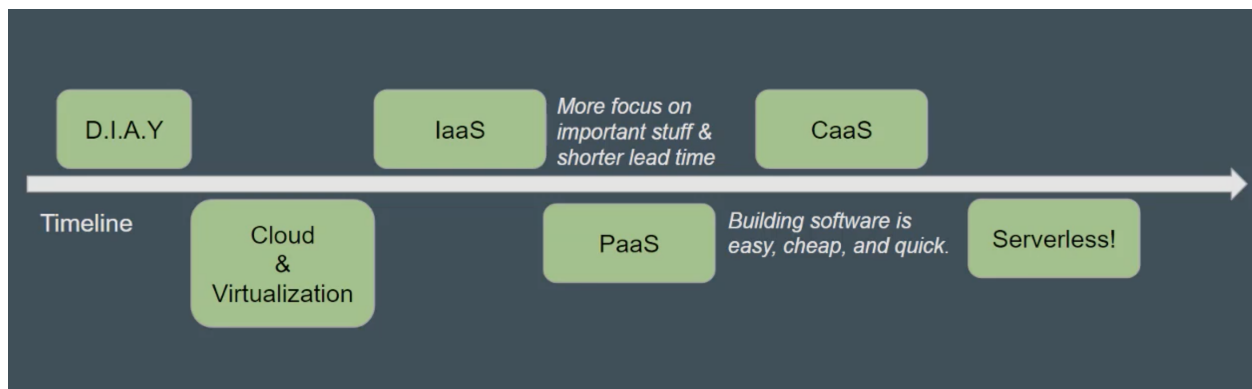 D.I.A.Y
IaaS
More focus on
important stuff &
shorter lead time
CaaS
Timeline
Cloud
&
Virtualization
PaaS
Building software is
easy, cheap, and quick.
Serverless!